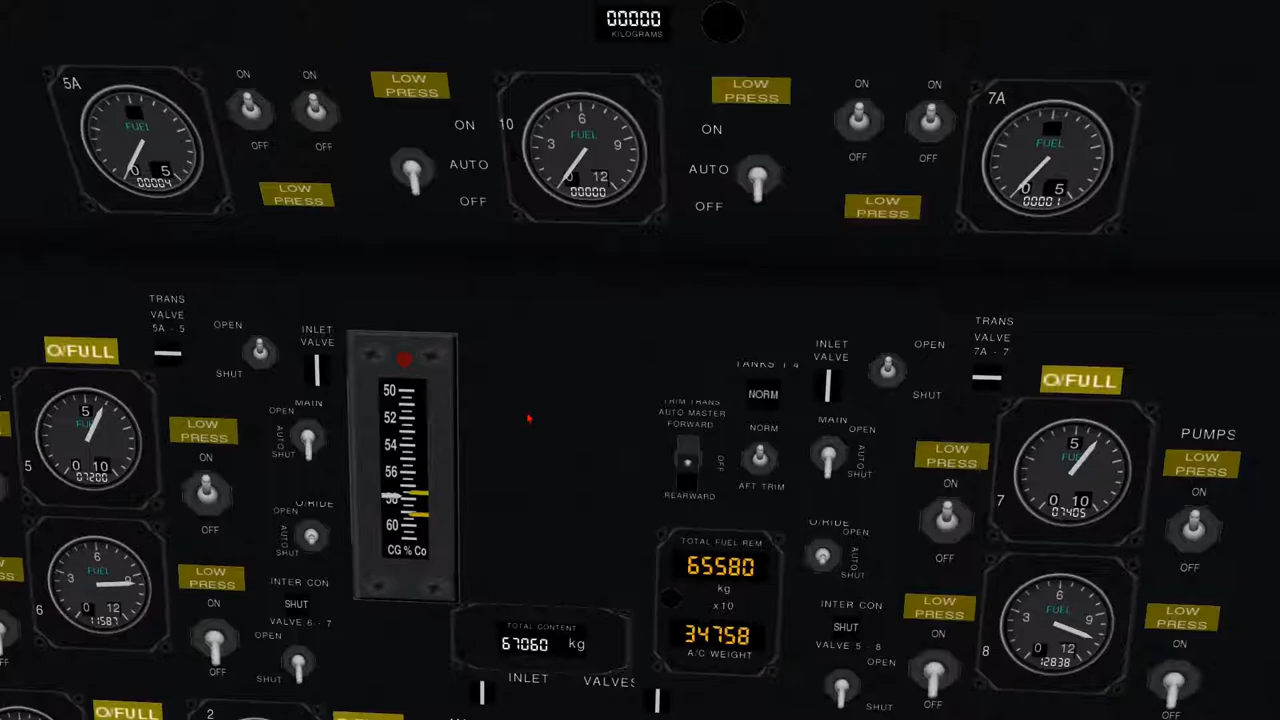 00000
KILOGRAMS
5A
ON
ON
LOW
PRESS
LOW
PRESS
ON
ON
7A
FUEL
0 5
00004
OFF
OFF
LOW
PRESS
ON
AUTO
OFF
10
6
FUEL
3
9
0 12
00000
ON
AUTO
OFF
OFF
OFF
LOW
PRESS
FUEL
0 5
00001
TRANS
VALVE
5A - 5
OPEN
SHUT
INLET
VALVE
O/FULL
5
0 10
07200
5
LOW
PRESS
ON
OFF
MAIN
OPEN
AUTO
SHUT
O/RIDE
OPEN
AUTO
SHUT
6
FUEL
3
9
0 12
11587
6
LOW
PRESS
ON
OFF
INTER CON
SHUT
VALVE 6 - 7
OPEN
SHUT
50
52
54
56
58
60
CG % Co
TOTAL CONTENT
67060 kg
INLET VALVES
TANKS 1 4
NORM
TRIM TRANS
AUTO MASTER
FORWARD
OFF
REARWARD
NORM
AFT TRIM
TOTAL FUEL REM
65580
kg
x10
34758
A/C WEIGHT
INLET
VALVE
OPEN
SHUT
TRANS
VALVE
7A - 7
MAIN
OPEN
AUTO
SHUT
O/RIDE
OPEN
AUTO
SHUT
INTER CON
SHUT
VALVE 5 - 8
OPEN
SHUT
O/FULL
LOW
PRESS
ON
OFF
7
5
0 10
07405
PUMPS
LOW
PRESS
ON
OFF
LOW
PRESS
ON
OFF
8
6
FUEL
3
9
0 12
12838
LOW
PRESS
ON
OFF
O/FULL
2